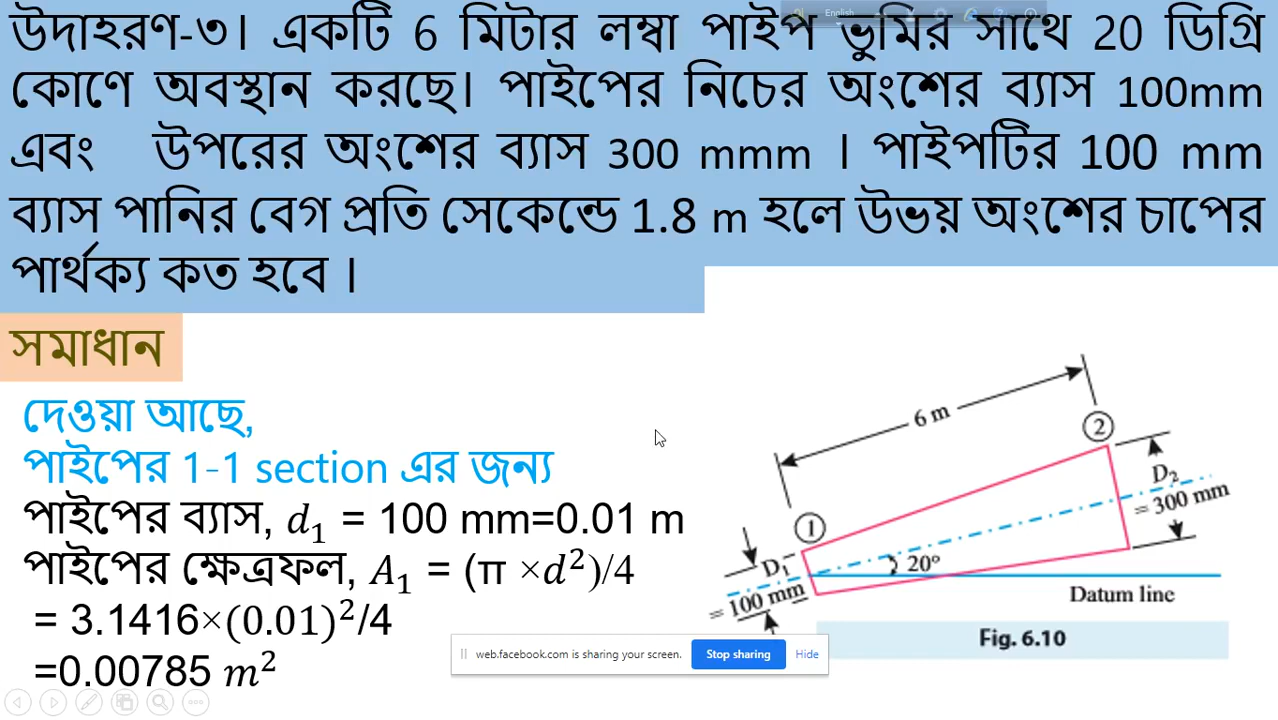 English
উদাহরণ-৩। একটি 6 মিটার লম্বা পাইপ ভুমির সাথে 20 ডিগ্রি
কোণে অবস্থান করছে। পাইপের নিচের অংশের ব্যাস 100mm
এবং উপরের অংশের ব্যাস 300 mmm । পাইপটির 100 mm
ব্যাস পানির বেগ প্রতি সেকেন্ডে 1.8 m হলে উভয় অংশের চাপের
পার্থক্য কত হবে ।
সমাধান
দেওয়া আছে,
পাইপের 1-1 section এর জন্য
পাইপের ব্যাস, d₁ = 100 mm=0.01 m
পাইপের ক্ষেত্রফল, A₁ = (π ×d²)/4
= 3.1416×(0.01)²/4
=0.00785 m²
6 m
2
D₂
= 300 mm
1
D₁
= 100 mm
20°
Datum line
Fig. 6.10
web.facebook.com is sharing your screen.
Stop sharing
Hide